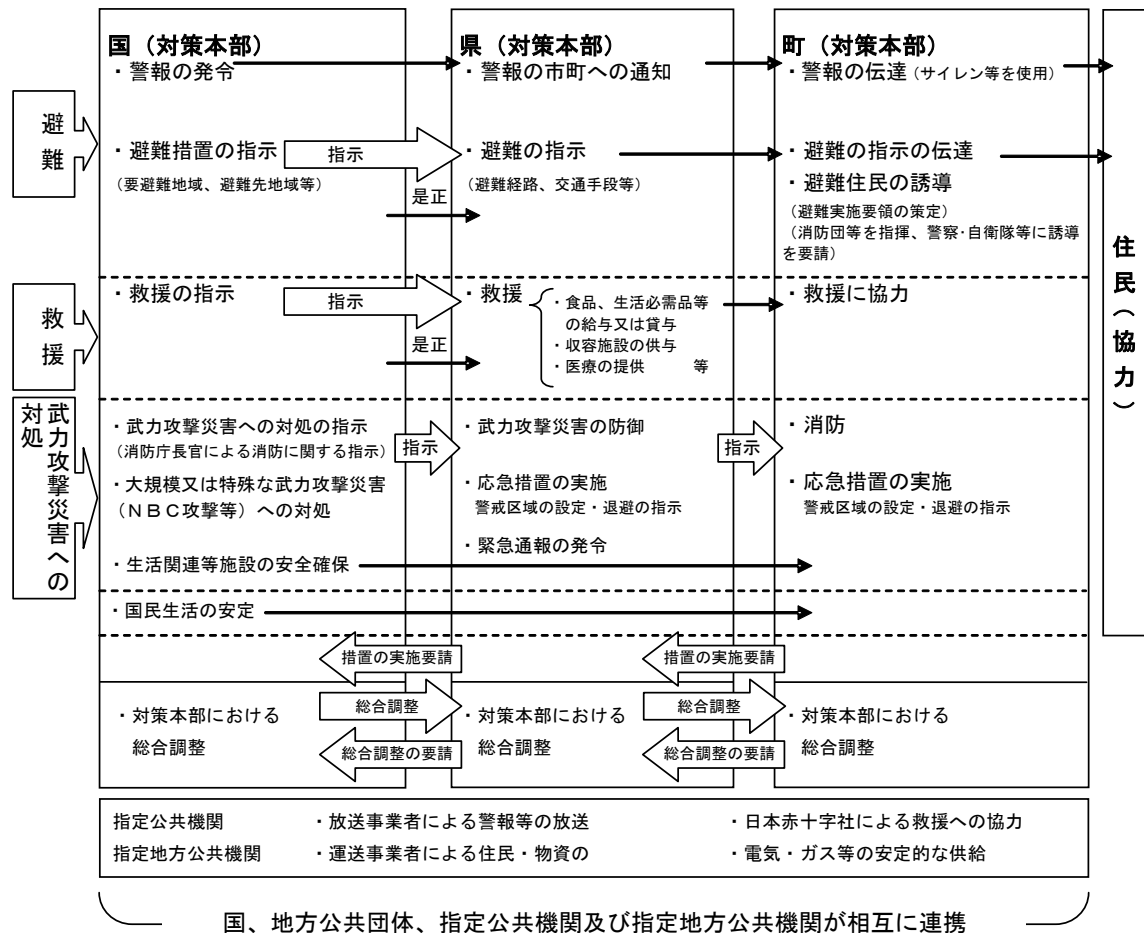 国（対策本部）
・警報の発令
県（対策本部）
・警報の市町への通知
町（対策本部）
・警報の伝達（サイレン等を使用）
避難
・避難措置の指示
（要避難地域、避難先地域等）
指示
是正
・避難の指示
（避難経路、交通手段等）
・避難の指示の伝達
・避難住民の誘導
（避難実施要領の策定）
（消防団等を指揮、警察・自衛隊等に誘導
を要請）
住民（協力）
救援
・救援の指示
指示
是正
・救援
・食品、生活必需品等
の給与又は貸与
・収容施設の供与
・医療の提供　　等
・救援に協力
武力攻撃災害への
対処
・武力攻撃災害への対処の指示
（消防庁長官による消防に関する指示）
・大規模又は特殊な武力攻撃災害
（ＮＢＣ攻撃等）への対処
・生活関連等施設の安全確保
指示
・武力攻撃災害の防御
・応急措置の実施
警戒区域の設定・退避の指示
・緊急通報の発令
指示
・消防
・応急措置の実施
警戒区域の設定・退避の指示
・国民生活の安定
措置の実施要請
措置の実施要請
・対策本部における
総合調整
総合調整
総合調整の要請
・対策本部における
総合調整
総合調整
総合調整の要請
・対策本部における
総合調整
指定公共機関　・放送事業者による警報等の放送　・日本赤十字社による救援への協力
指定地方公共機関　・運送事業者による住民・物資の　・電気・ガス等の安定的な供給
国、地方公共団体、指定公共機関及び指定地方公共機関が相互に連携